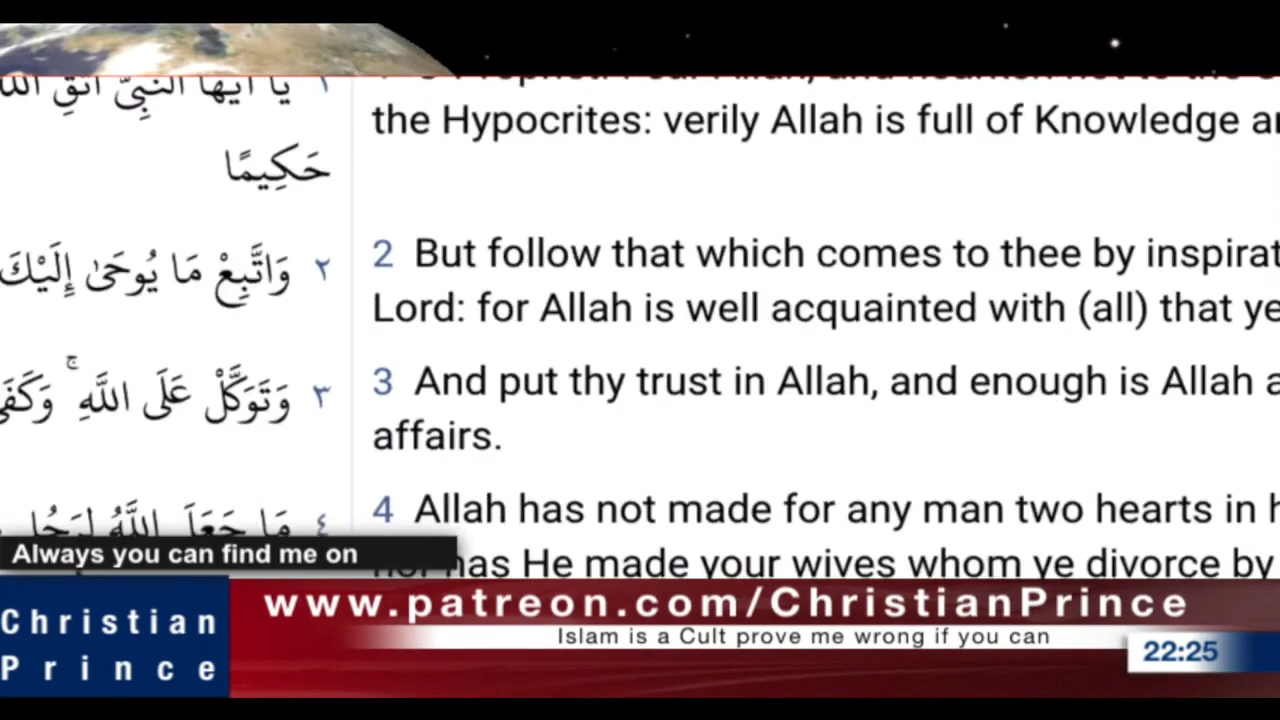 the Hypocrites: verily Allah is full of Knowledge
حَكِيمًا
2 But follow that which comes to thee by
٢ وَاتَّبِعْ مَا يُوحَىٰ إِلَيْكَ
Lord: for Allah is well acquainted with (all) that ye
3 And put thy trust in Allah, and enough is Allah
٣ وَتَوَكَّلْ عَلَى اللَّهِ ۚ
affairs.
4 Allah has not made for any man two hearts in
٤ مَا جَعَلَ اللَّهُ لِرَجُلٍ
has He made your wives whom ye divorce by
Always you can find me on
www.patreon.com/ChristianPrince
Islam is a Cult prove me wrong if you can
Christian
Prince
22:25